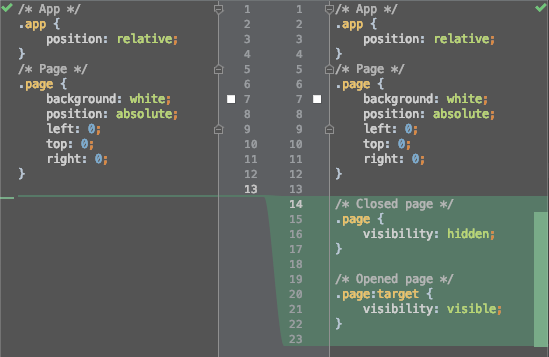 /* App */
.app {
    position: relative;
}
/* Page */
.page {
    background: white;
    position: absolute;
    left: 0;
    top: 0;
    right: 0;
}
1 1
2 2
3 3
4 4
5 5
6 6
7 7
8 8
9 9
10 10
11 11
12 12
13 13
14
15
16
17
18
19
20
21
22
23
/* App */
.app {
    position: relative;
}
/* Page */
.page {
    background: white;
    position: absolute;
    left: 0;
    top: 0;
    right: 0;
}
/* Closed page */
.page {
    visibility: hidden;
}
/* Opened page */
.page:target {
    visibility: visible;
}